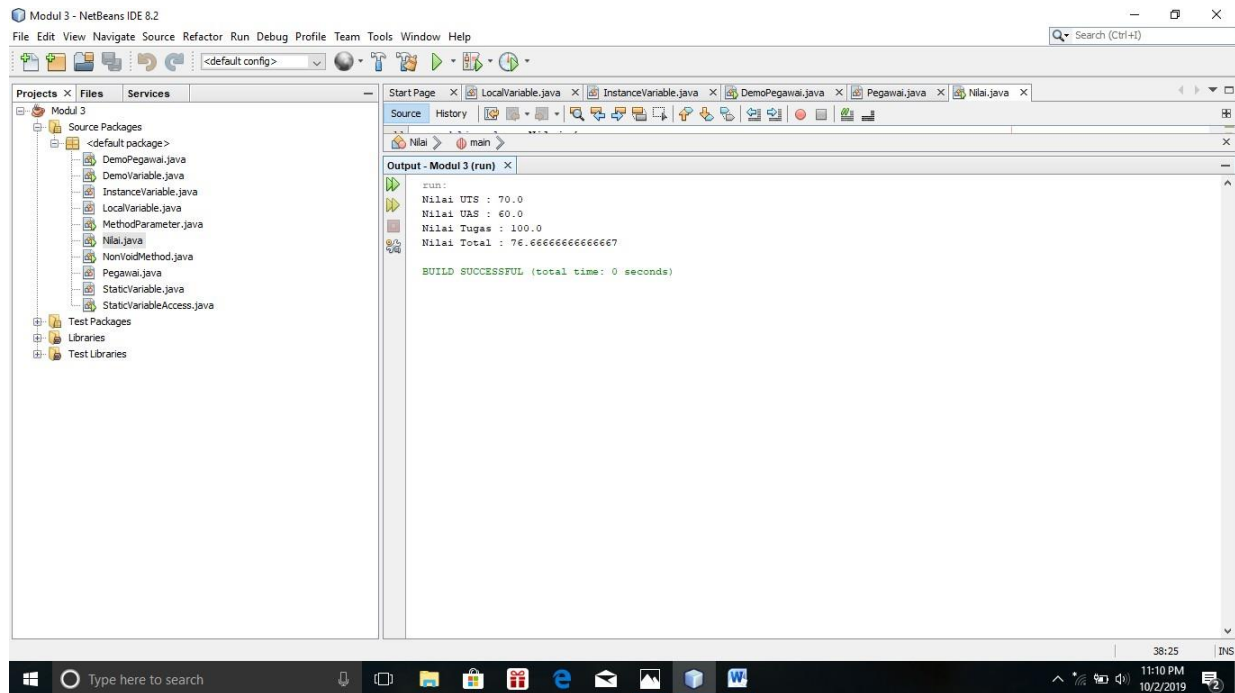 Modul 3 - NetBeans IDE 8.2
File Edit View Navigate Source Refactor Run Debug Profile Team Tools Window Help
Search (Ctrl+I)
<default config>
Projects Files Services
Modul 3
Source Packages
<default package>
DemoPegawai.java
DemoVariable.java
InstanceVariable.java
LocalVariable.java
MethodParameter.java
Nilai.java
NonVoidMethod.java
Pegawai.java
StaticVariable.java
StaticVariableAccess.java
Test Packages
Libraries
Test Libraries
Start Page LocalVariable.java InstanceVariable.java DemoPegawai.java Pegawai.java Nilai.java
Source History
Nilai main
Output - Modul 3 (run)
run:
Nilai UTS : 70.0
Nilai UAS : 60.0
Nilai Tugas : 100.0
Nilai Total : 76.66666666666667
BUILD SUCCESSFUL (total time: 0 seconds)
38:25 INS
Type here to search
11:10 PM
10/2/2019